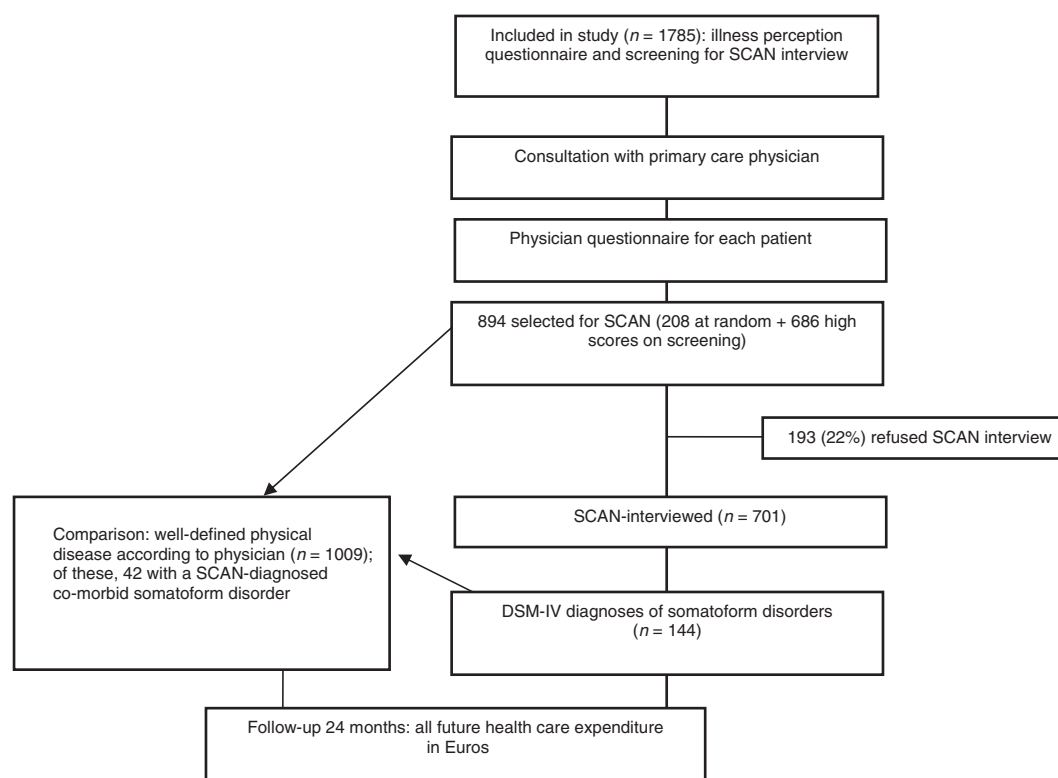 Included in study (n = 1785): illness perception
questionnaire and screening for SCAN interview
Consultation with primary care physician
Physician questionnaire for each patient
894 selected for SCAN (208 at random + 686 high
scores on screening)
193 (22%) refused SCAN interview
SCAN-interviewed (n = 701)
Comparison: well-defined physical
disease according to physician (n = 1009);
of these, 42 with a SCAN-diagnosed
co-morbid somatoform disorder
DSM-IV diagnoses of somatoform disorders
(n = 144)
Follow-up 24 months: all future health care expenditure
in Euros